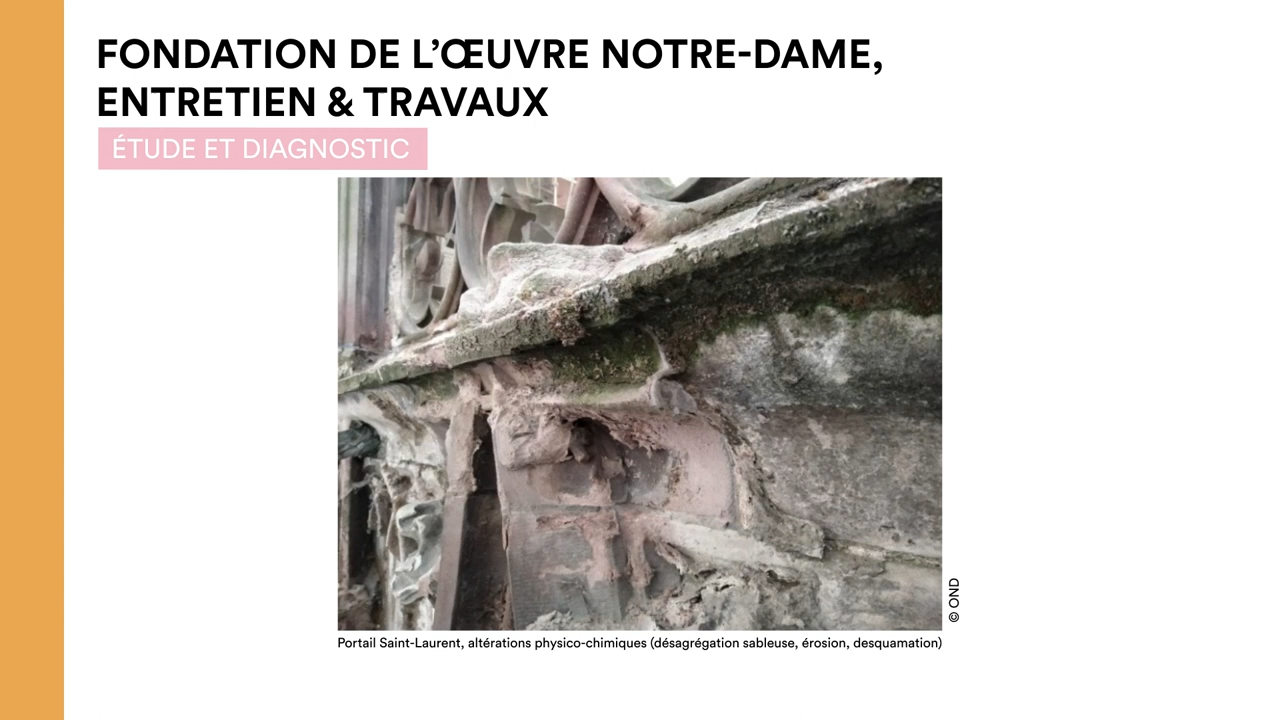 FONDATION DE L’ŒUVRE NOTRE-DAME,
ENTRETIEN & TRAVAUX
ÉTUDE ET DIAGNOSTIC
© OND
Portail Saint-Laurent, altérations physico-chimiques (désagrégation sableuse, érosion, desquamation)